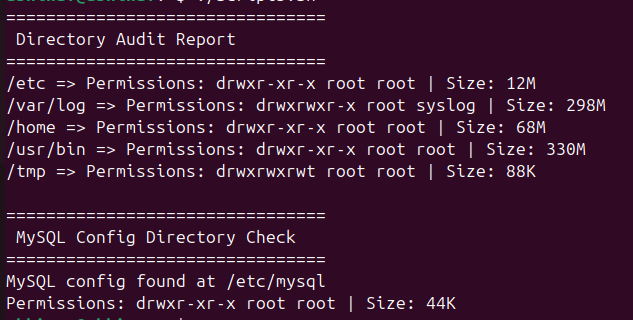 ================================
 Directory Audit Report
================================
/etc => Permissions: drwxr-xr-x root root | Size: 12M
/var/log => Permissions: drwxrwxr-x root syslog | Size: 298M
/home => Permissions: drwxr-xr-x root root | Size: 68M
/usr/bin => Permissions: drwxr-xr-x root root | Size: 330M
/tmp => Permissions: drwxrwxrwt root root | Size: 88K

================================
 MySQL Config Directory Check
================================
MySQL config found at /etc/mysql
Permissions: drwxr-xr-x root root | Size: 44K